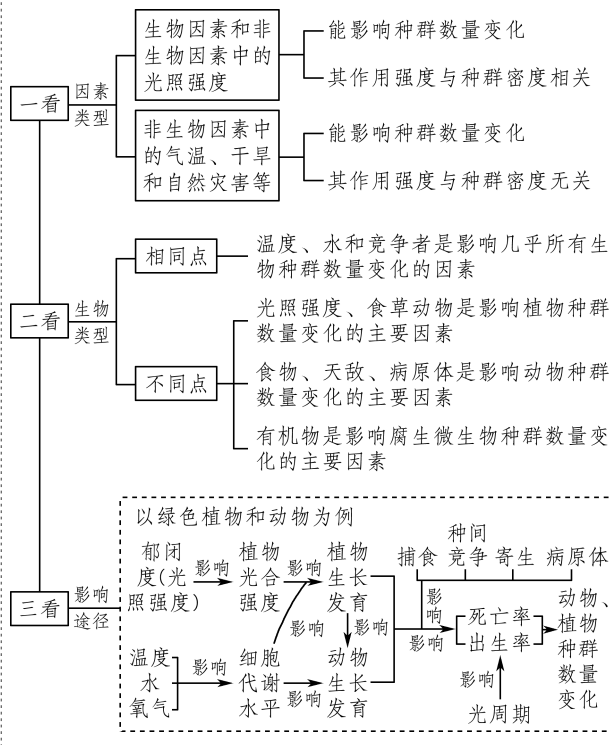 一看
因素
类型
生物因素和非
生物因素中的
光照强度
能影响种群数量变化
其作用强度与种群密度相关
非生物因素中
的气温、干旱
和自然灾害等
能影响种群数量变化
其作用强度与种群密度无关
二看
生物
类型
相同点
温度、水和竞争者是影响几乎所有生
物种群数量变化的因素
不同点
光照强度、食草动物是影响植物种群
数量变化的主要因素
食物、天敌、病原体是影响动物种群
数量变化的主要因素
有机物是影响腐生微生物种群数量变
化的主要因素
三看
影响
途径
以绿色植物和动物为例
郁闭
度(光
照强度)
影响
植物
光合
强度
影响
植物
生长
发育
种间
捕食 竞争 寄生 病原体
影响
影响
影响
影响
死亡率
出生率
动物、
植物
种群
数量
变化
温度
水
氧气
影响
细胞
代谢
水平
影响
动物
生长
发育
影响
光周期